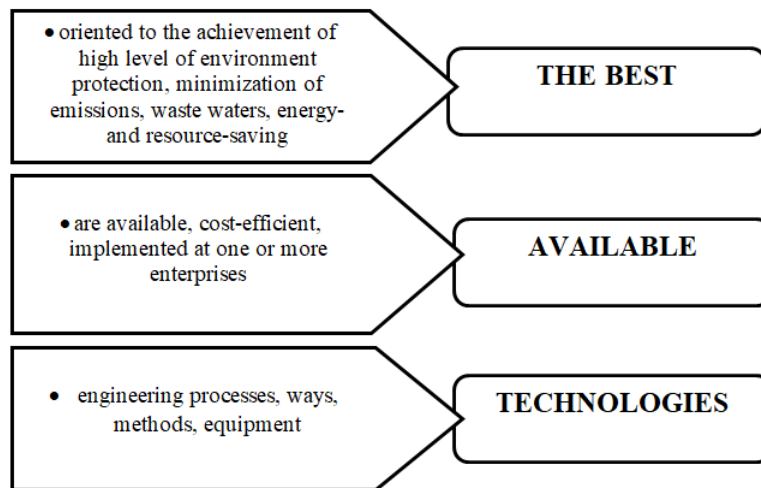 • oriented to the achievement of
high level of environment
protection, minimization of
emissions, waste waters, energy-
and resource-saving
THE BEST
• are available, cost-efficient,
implemented at one or more
enterprises
AVAILABLE
• engineering processes, ways,
methods, equipment
TECHNOLOGIES